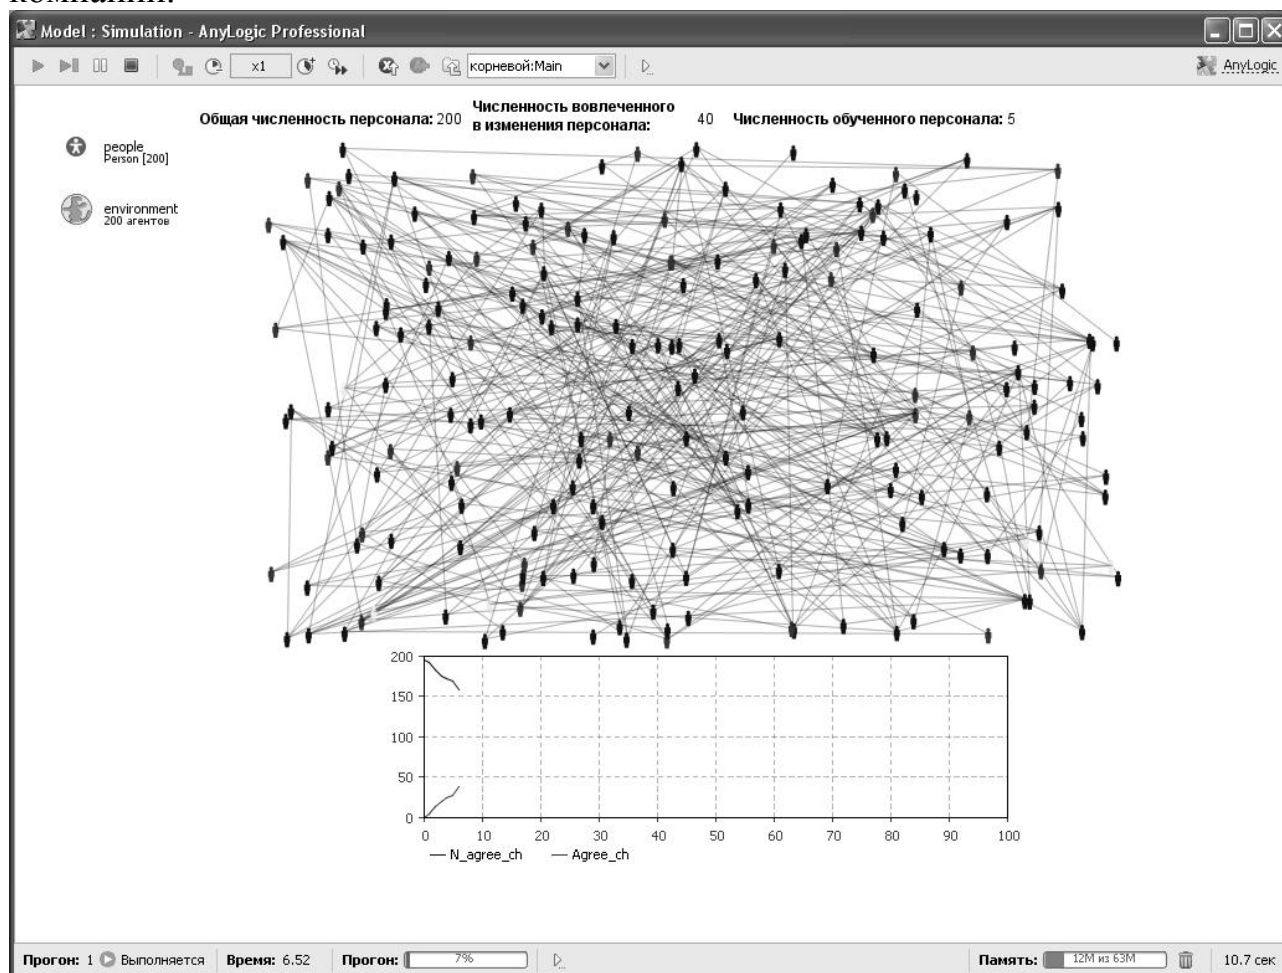 компании.
Model : Simulation - AnyLogic Professional
x1 корневой:Main AnyLogic
Общая численность персонала: 200
Численность вовлеченного
в изменения персонала: 40
Численность обученного персонала: 5
people
Person [200]
environment
200 агентов
200
150
100
50
0
0 10 20 30 40 50 60 70 80 90 100
N_agree_ch Agree_ch
Прогон: 1 Выполняется Время: 6.52 Прогон: 7% Память: 12M из 63M 10.7 сек